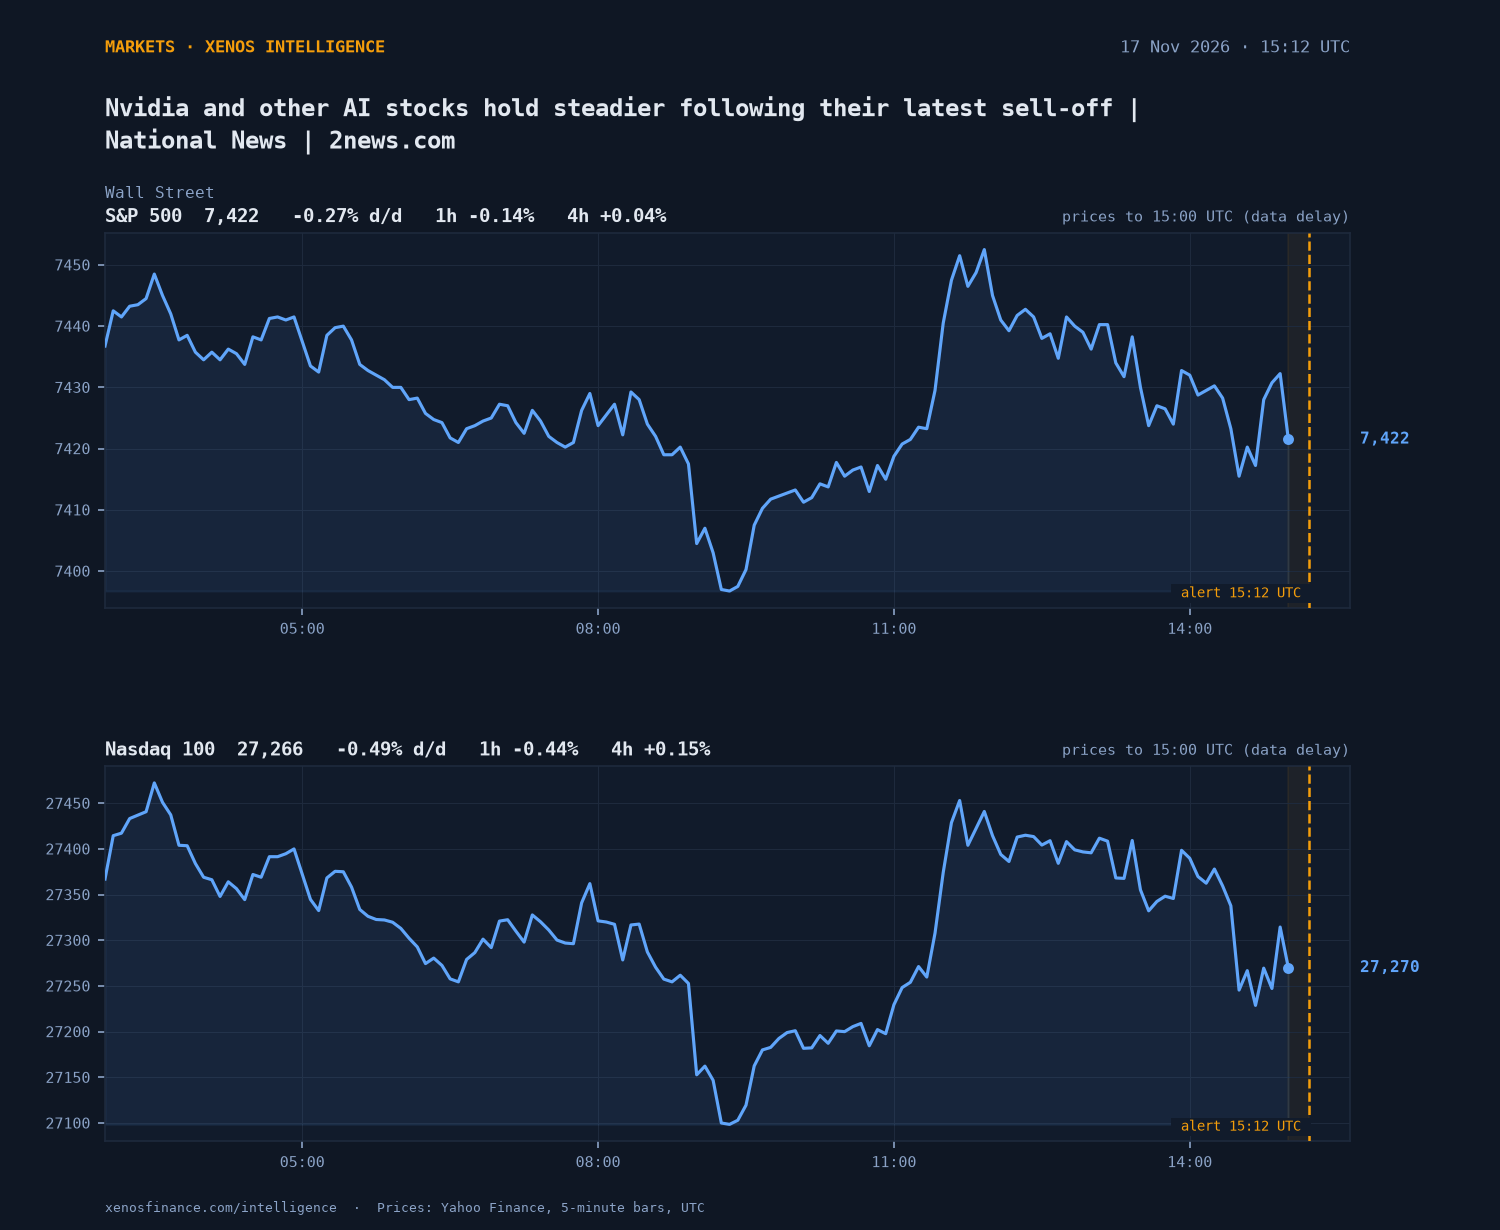 MARKETS · XENOS INTELLIGENCE
17 Nov 2026 · 15:12 UTC
Nvidia and other AI stocks hold steadier following their latest sell-off |
National News | 2news.com
Wall Street
S&P 500  7,422   -0.27% d/d   1h -0.14%   4h +0.04%
prices to 15:00 UTC (data delay)
7450
7440
7430
7420
7410
7400
7,422
alert 15:12 UTC
05:00
08:00
11:00
14:00
Nasdaq 100  27,266   -0.49% d/d   1h -0.44%   4h +0.15%
prices to 15:00 UTC (data delay)
27450
27400
27350
27300
27250
27200
27150
27100
27,270
alert 15:12 UTC
05:00
08:00
11:00
14:00
xenosfinance.com/intelligence  ·  Prices: Yahoo Finance, 5-minute bars, UTC